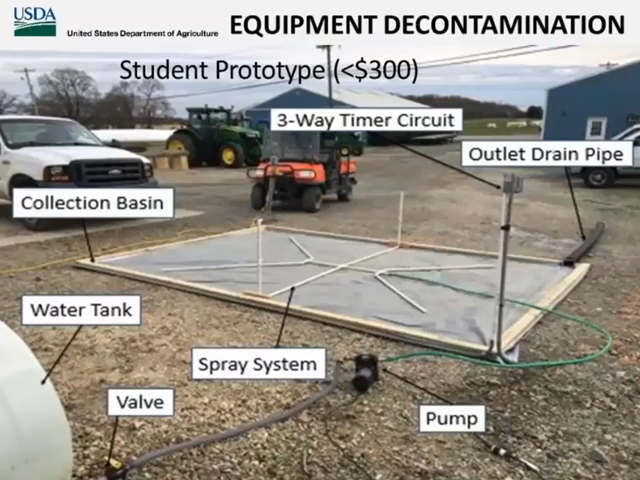 USDA
United States Department of Agriculture
EQUIPMENT DECONTAMINATION
Student Prototype (<$300)
3-Way Timer Circuit
Outlet Drain Pipe
Collection Basin
Water Tank
Spray System
Valve
Pump